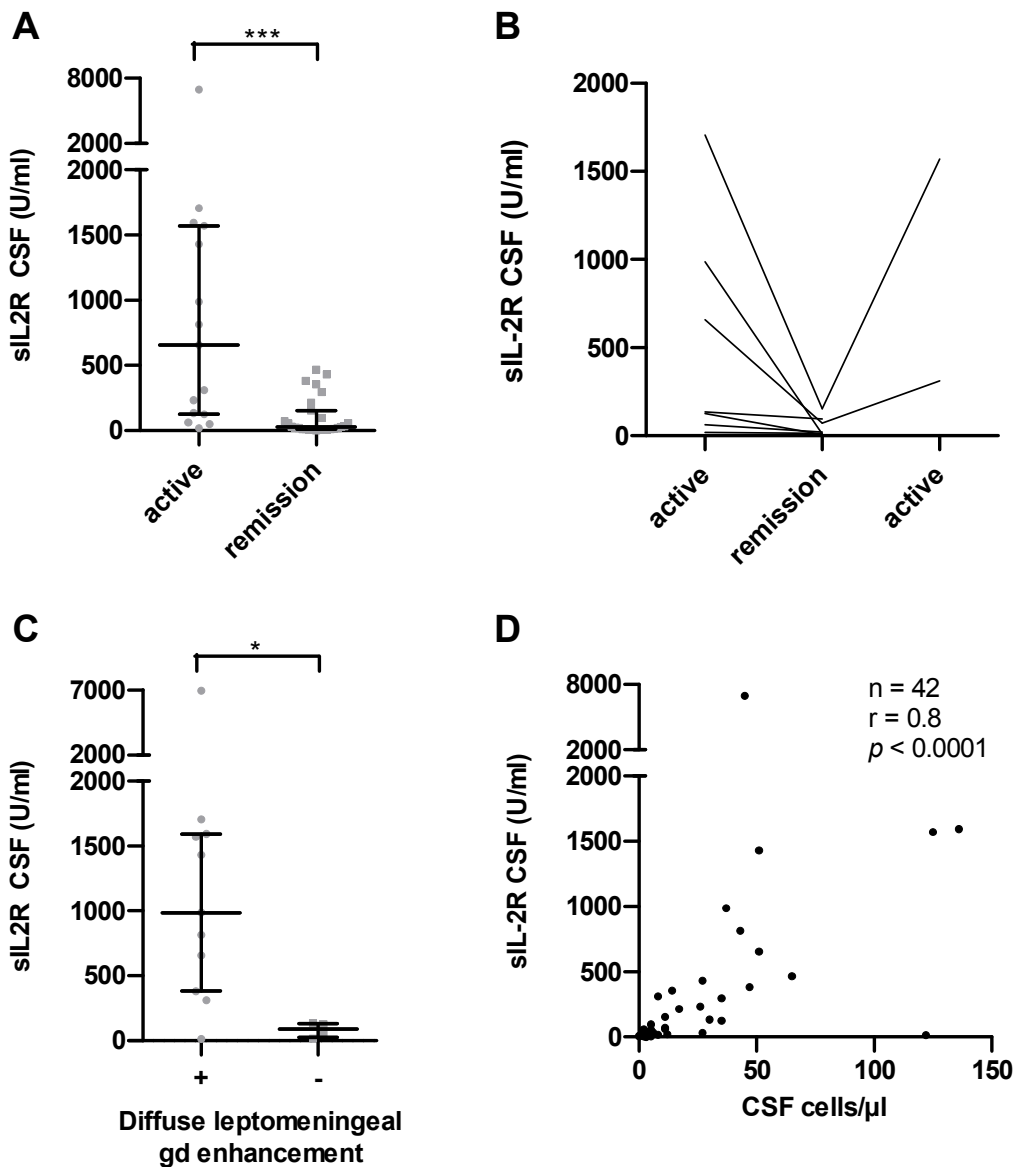 A
***
8000
2000
2000
1500
1000
500
0
sIL2R CSF (U/ml)
active
remission
B
2000
1500
1000
500
0
sIL-2R CSF (U/ml)
active
remission
active
C
*
7000
2000
2000
1500
1000
500
0
sIL2R CSF (U/ml)
+
-
Diffuse leptomeningeal
gd enhancement
D
n = 42
r = 0.8
p < 0.0001
8000
2000
2000
1500
1000
500
0
sIL-2R CSF (U/ml)
0
50
100
150
CSF cells/µl